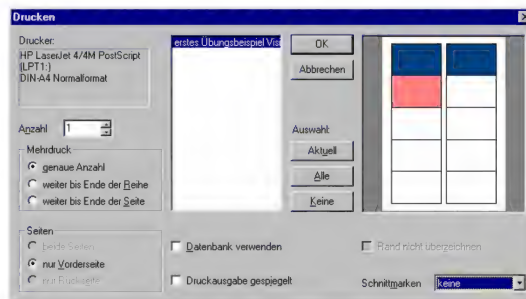 Drucken
Drucker:
HP LaserJet 4/4M PostScript
(LPT1:)
DIN-A4 Normalformat
Anzahl 1
Mehrdruck
genaue Anzahl
weiter bis Ende der Reihe
weiter bis Ende der Seite
Seiten
beide Seiten
nur Vorderseite
nur Rückseite
erstes Übungsbeispiel Visi
Datenbank verwenden
Druckausgabe gespiegelt
OK
Abbrechen
Auswahl:
Aktuell
Alle
Keine
Rand nicht überzeichnen
Schnittmarken keine